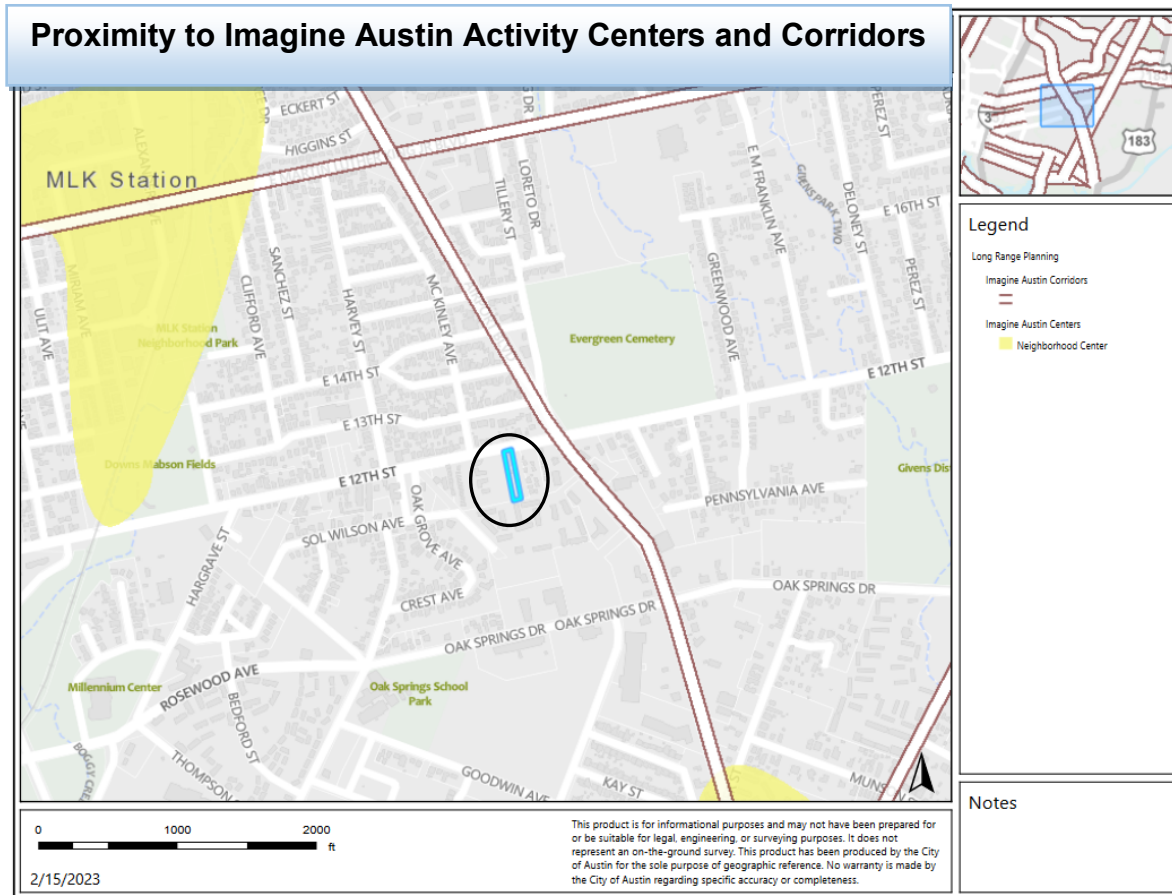 Proximity to Imagine Austin Activity Centers and Corridors
ECKERT ST
HIGGINS ST
MLK Station
TILLERY ST
LORETO DR
E M FRANKLIN AVE
GIVENS PARK TWO
DELONEY ST
PEREZ ST
E 16TH ST
PEREZ ST
MIRIAM AVE
ULIT AVE
CLIFFORD AVE
SANCHEZ ST
HARVEY ST
MC KINLEY AVE
GREENWOOD AVE
MLK Station
Neighborhood Park
Evergreen Cemetery
E 14TH ST
E 12TH ST
E 13TH ST
Downs Mabson Fields
E 12TH ST
Givens Dis
PENNSYLVANIA AVE
HARGRAVE ST
SOL WILSON AVE
OAK GROVE AVE
CREST AVE
OAK SPRINGS DR
OAK SPRINGS DR
OAK SPRINGS DR
Millennium Center
ROSEWOOD AVE
BEDFORD ST
Oak Springs School
Park
THOMPSON
GOODWIN AVE
KAY ST
MUNSON
183
Legend
Long Range Planning
Imagine Austin Corridors
Imagine Austin Centers
Neighborhood Center
Notes
0 1000 2000
ft
2/15/2023
This product is for informational purposes and may not have been prepared for
or be suitable for legal, engineering, or surveying purposes. It does not
represent an on-the-ground survey. This product has been produced by the City
of Austin for the sole purpose of geographic reference. No warranty is made by
the City of Austin regarding specific accuracy or completeness.